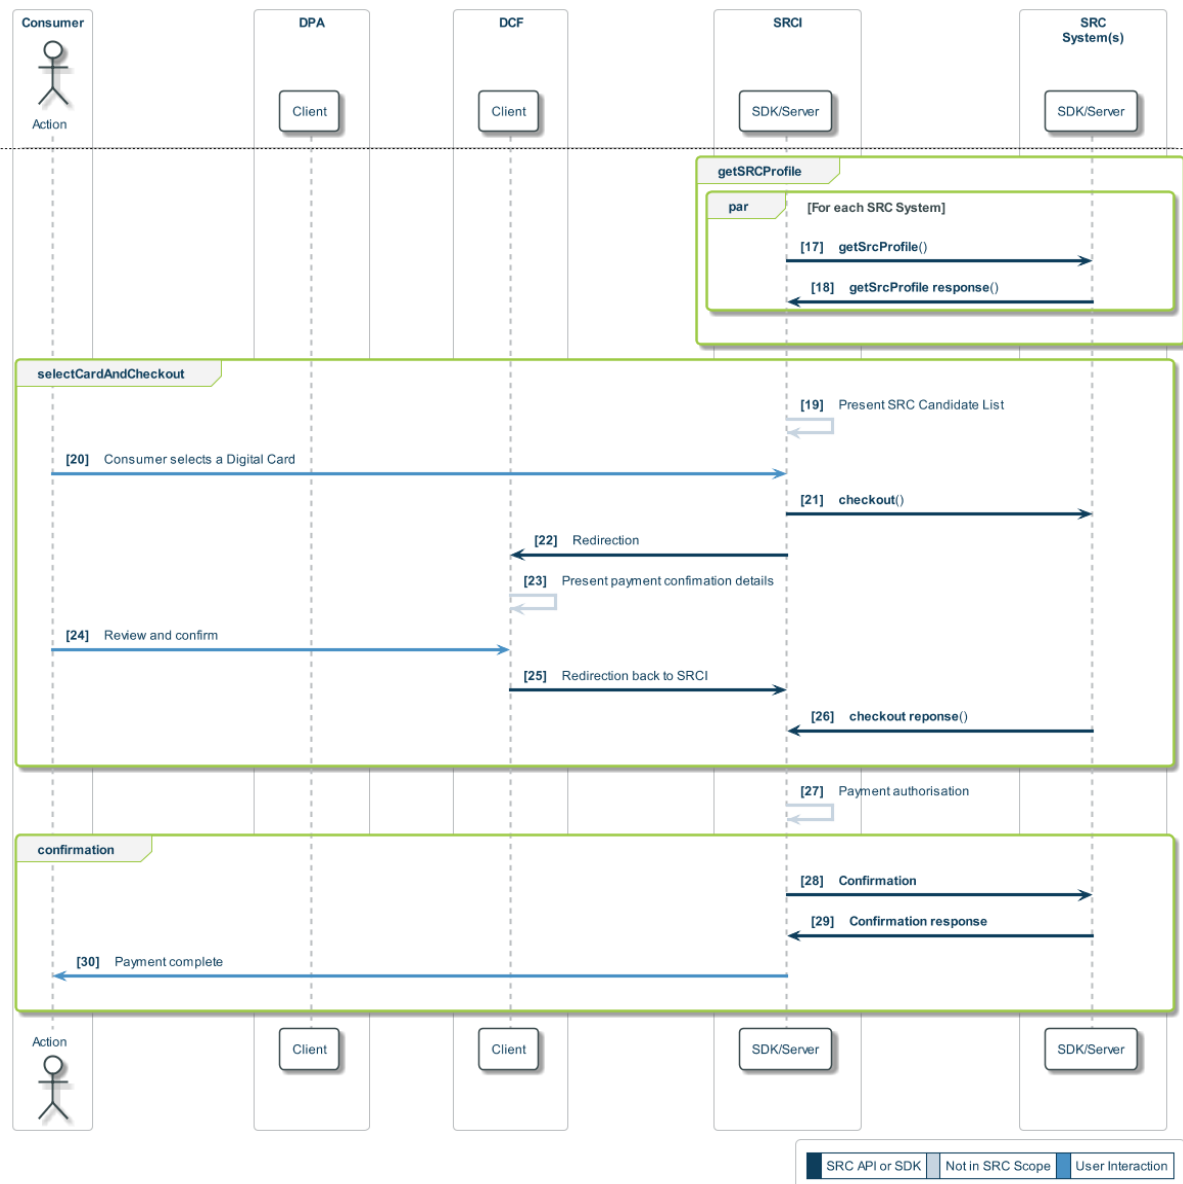 Consumer
DPA
DCF
SRCI
SRC
System(s)
Action
Client
Client
SDK/Server
SDK/Server
getSRCProfile
par
[For each SRC System]
[17] getSrcProfile()
[18] getSrcProfile response()
selectCardAndCheckout
[19] Present SRC Candidate List
[20] Consumer selects a Digital Card
[21] checkout()
[22] Redirection
[23] Present payment confimation details
[24] Review and confirm
[25] Redirection back to SRCI
[26] checkout reponse()
[27] Payment authorisation
confirmation
[28] Confirmation
[29] Confirmation response
[30] Payment complete
Action
Client
Client
SDK/Server
SDK/Server
SRC API or SDK
Not in SRC Scope
User Interaction